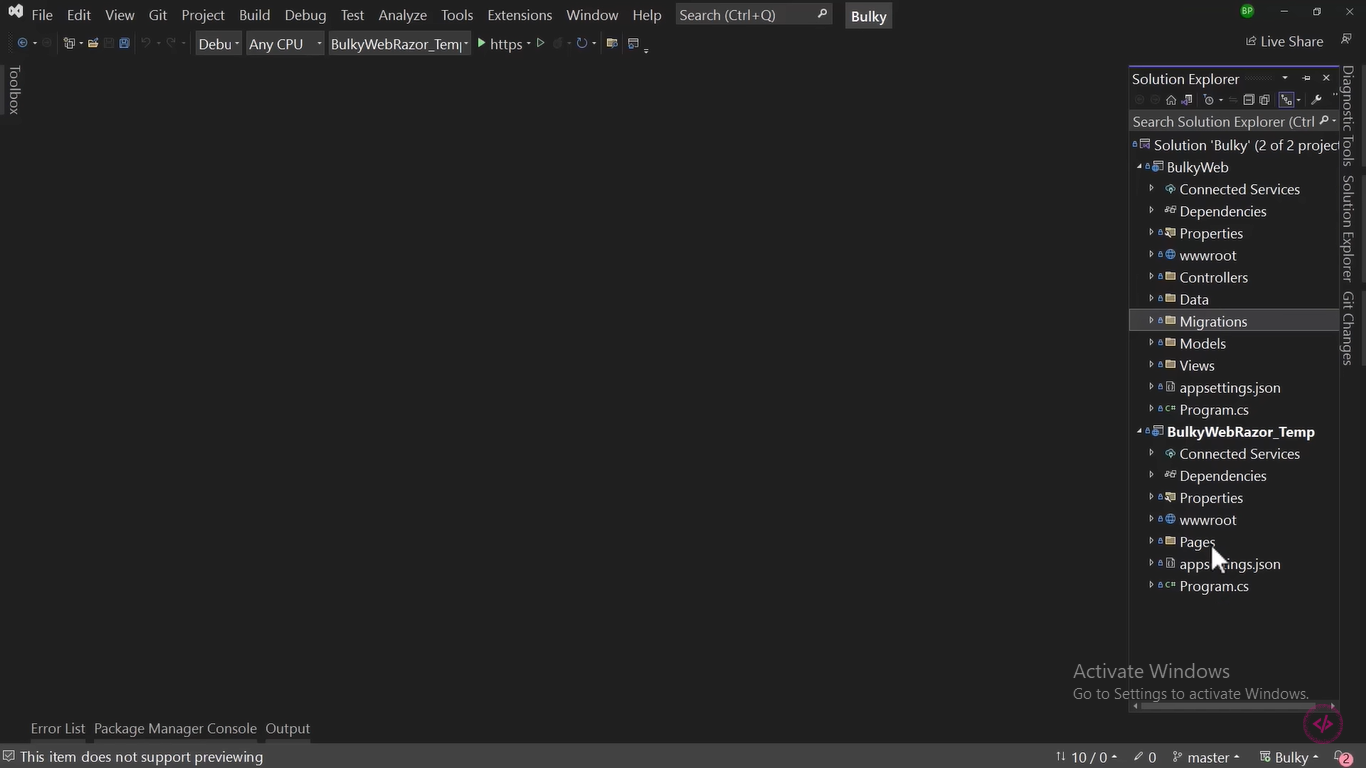 File Edit View Git Project Build Debug Test Analyze Tools Extensions Window Help Search (Ctrl+Q) Bulky BP
Debu Any CPU BulkyWebRazor_Tem https Live Share
Toolbox
Solution Explorer
Search Solution Explorer (Ctrl
Solution 'Bulky' (2 of 2 project
BulkyWeb
Connected Services
Dependencies
Properties
wwwroot
Controllers
Data
Migrations
Models
Views
appsettings.json
Program.cs
BulkyWebRazor_Temp
Connected Services
Dependencies
Properties
wwwroot
Pages
Program.cs
Diagnostic Tools
Solution Explorer
Git Changes
Activate Windows
Go to Settings to activate Windows.
Error List Package Manager Console Output
This item does not support previewing 10 / 0 0 master Bulky 2